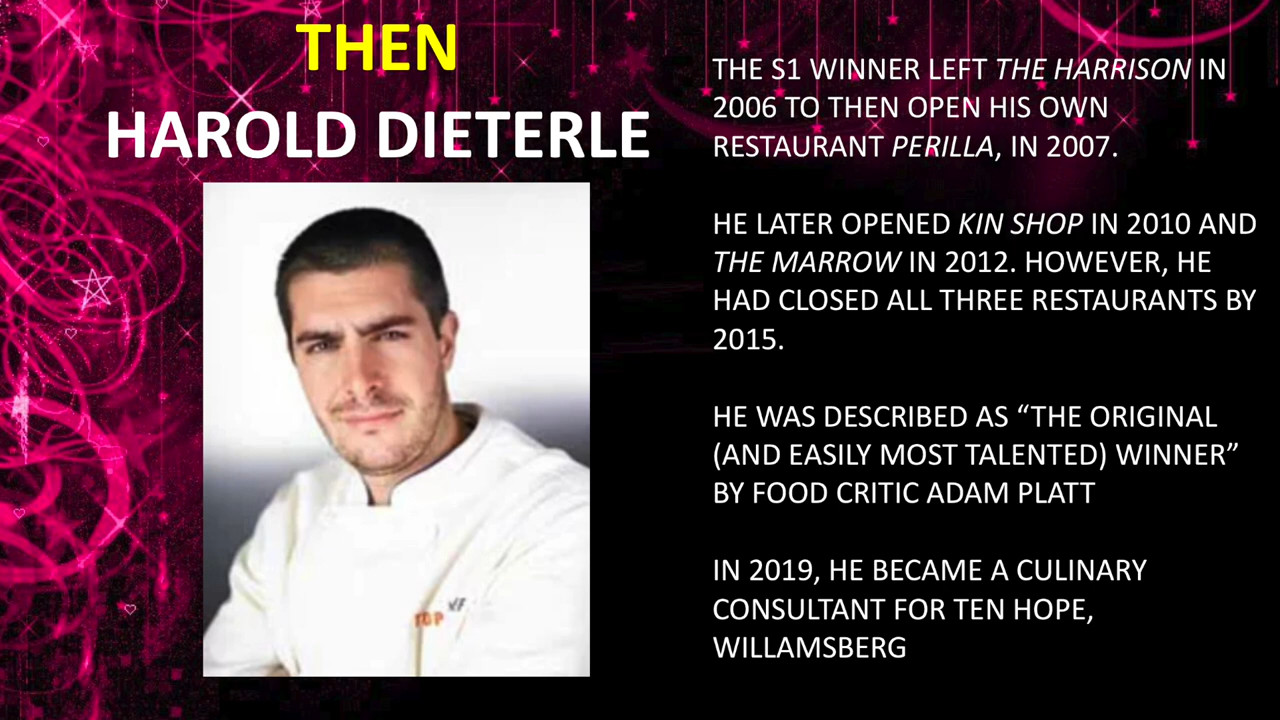 THEN
HAROLD DIETERLE
THE S1 WINNER LEFT THE HARRISON IN
2006 TO THEN OPEN HIS OWN
RESTAURANT PERILLA, IN 2007.
HE LATER OPENED KIN SHOP IN 2010 AND
THE MARROW IN 2012. HOWEVER, HE
HAD CLOSED ALL THREE RESTAURANTS BY
2015.
HE WAS DESCRIBED AS “THE ORIGINAL
(AND EASILY MOST TALENTED) WINNER”
BY FOOD CRITIC ADAM PLATT
IN 2019, HE BECAME A CULINARY
CONSULTANT FOR TEN HOPE,
WILLAMSBERG
TOP